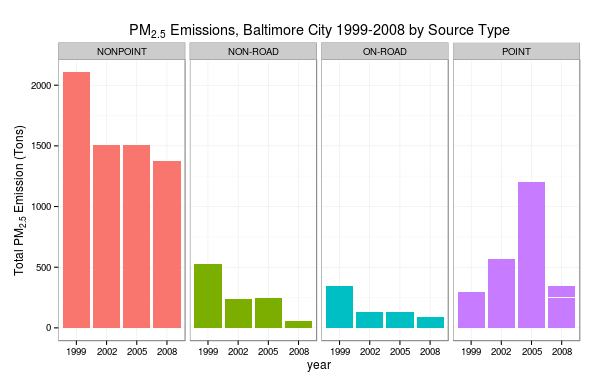 PM2.5 Emissions, Baltimore City 1999-2008 by Source Type
NONPOINT NON-ROAD ON-ROAD POINT
Total PM2.5 Emission (Tons)
2000
1500
1000
500
0
1999 2002 2005 2008 1999 2002 2005 2008 1999 2002 2005 2008 1999 2002 2005 2008
year